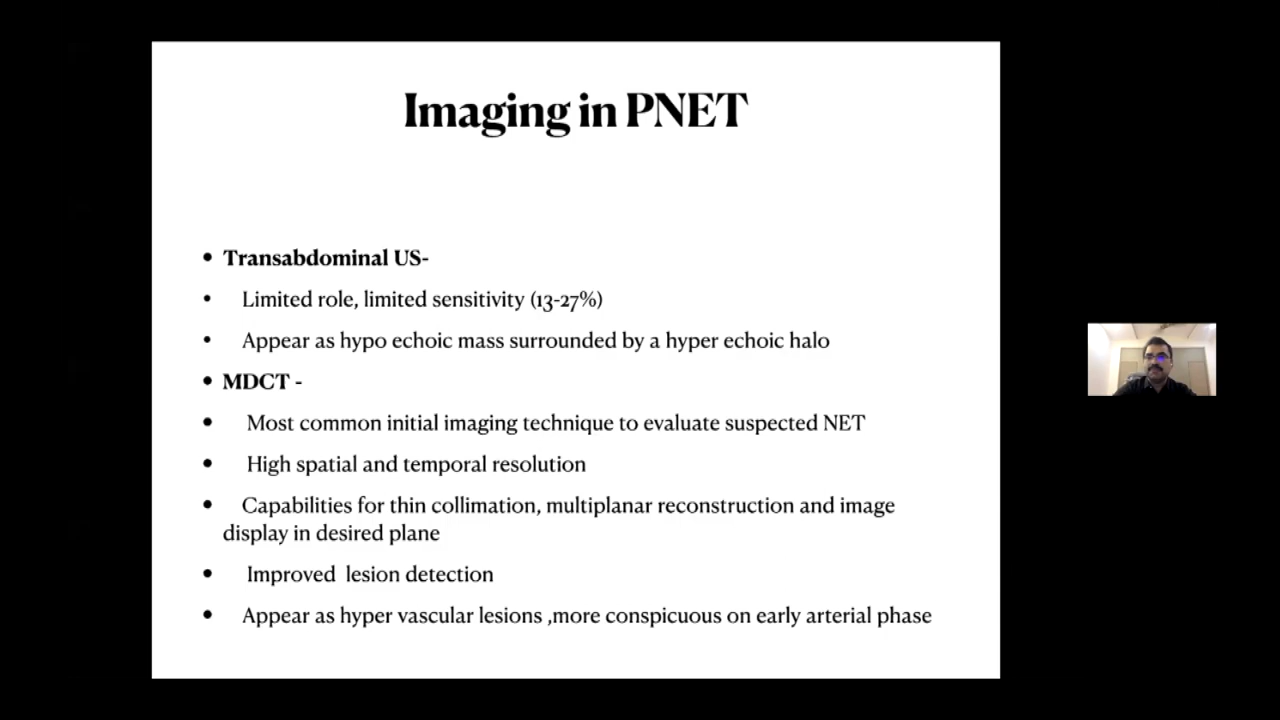 Imaging in PNET
• Transabdominal US-
• Limited role, limited sensitivity (13-27%)
• Appear as hypo echoic mass surrounded by a hyper echoic halo
• MDCT -
• Most common initial imaging technique to evaluate suspected NET
• High spatial and temporal resolution
• Capabilities for thin collimation, multiplanar reconstruction and image
display in desired plane
• Improved lesion detection
• Appear as hyper vascular lesions ,more conspicuous on early arterial phase